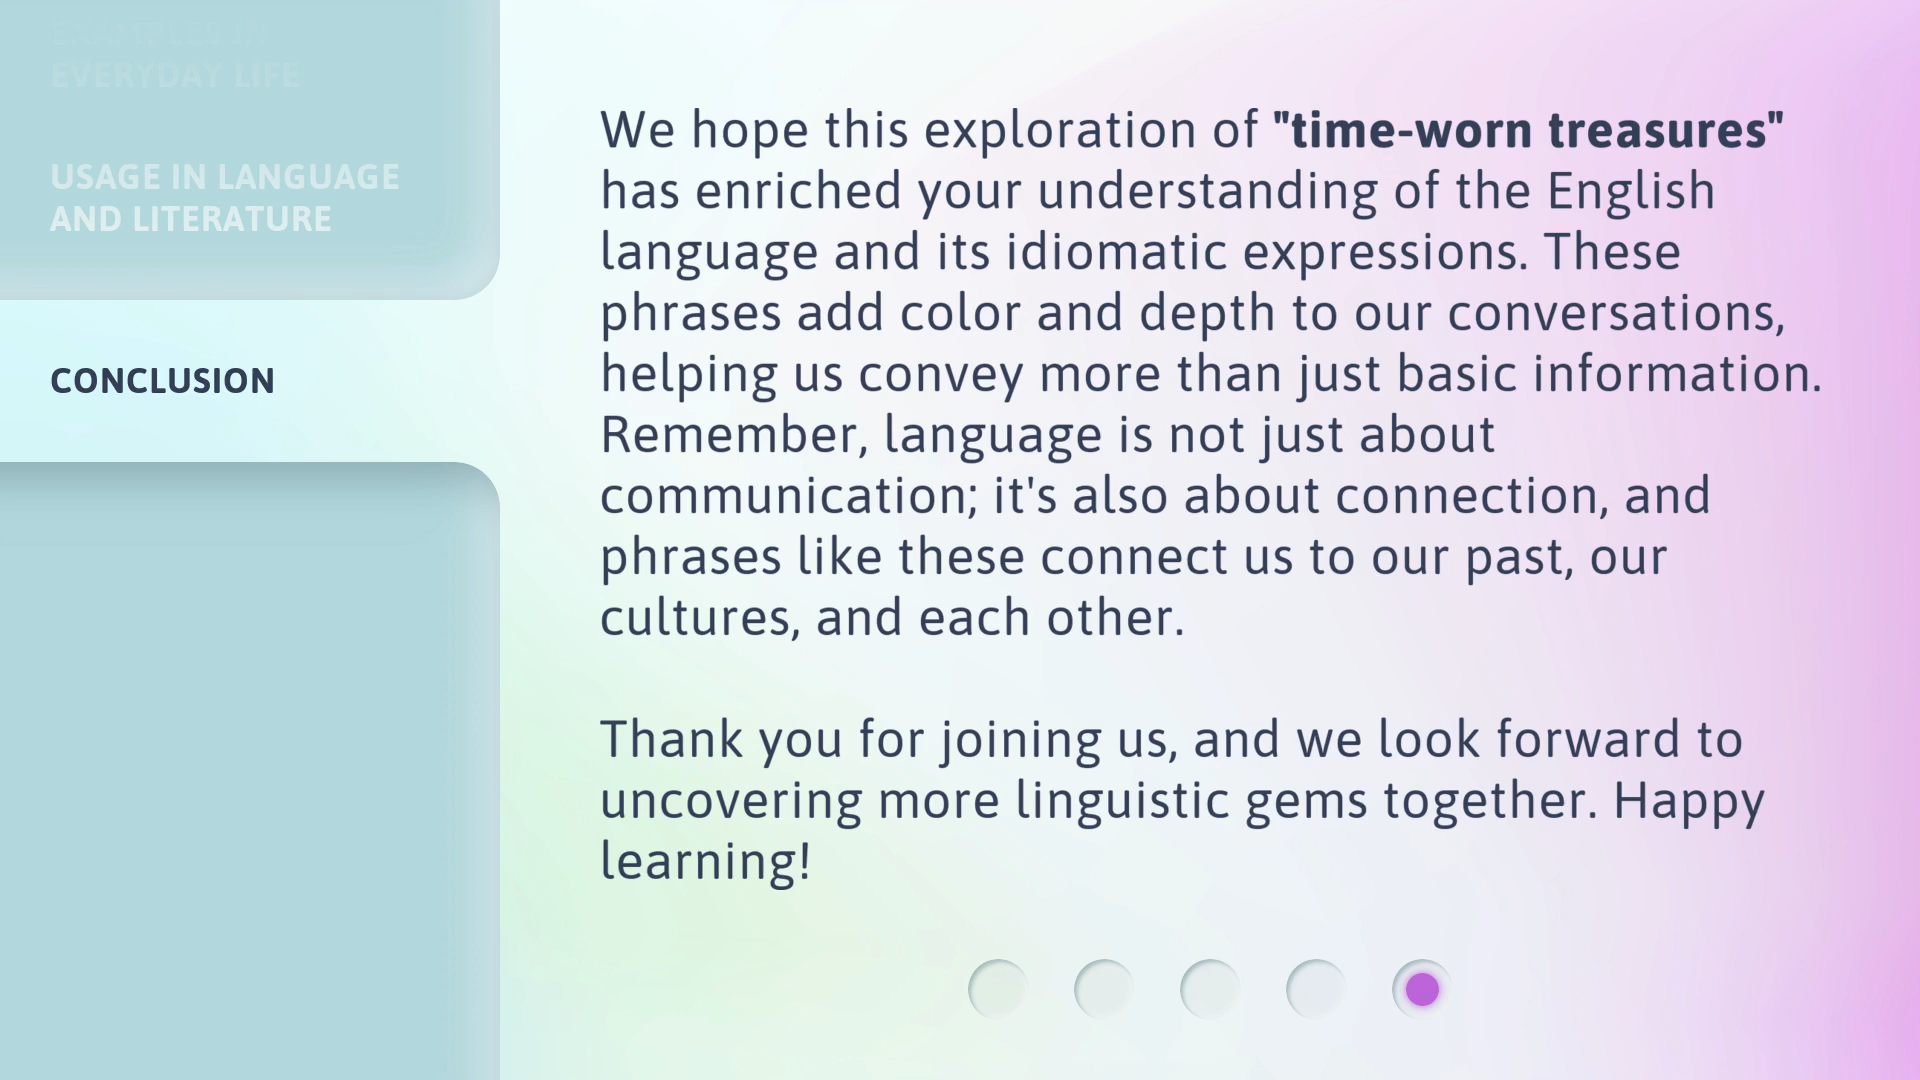 EXAMPLES IN
EVERYDAY LIFE
USAGE IN LANGUAGE
AND LITERATURE
CONCLUSION
We hope this exploration of "time-worn treasures"
has enriched your understanding of the English
language and its idiomatic expressions. These
phrases add color and depth to our conversations,
helping us convey more than just basic information.
Remember, language is not just about
communication; it's also about connection, and
phrases like these connect us to our past, our
cultures, and each other.
Thank you for joining us, and we look forward to
uncovering more linguistic gems together. Happy
learning!